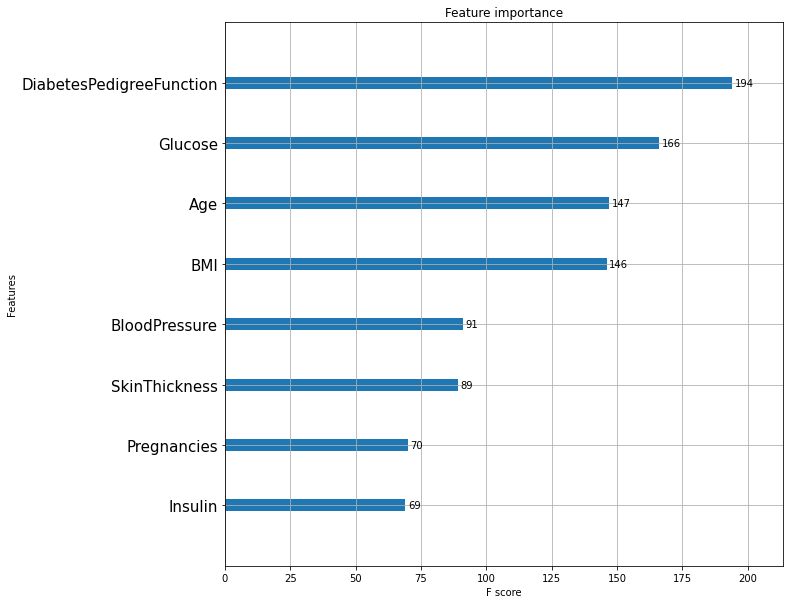 Feature importance
DiabetesPedigreeFunction 194
Glucose 166
Age 147
BMI 146
BloodPressure 91
SkinThickness 89
Pregnancies 70
Insulin 69
Features
0 25 50 75 100 125 150 175 200
F score